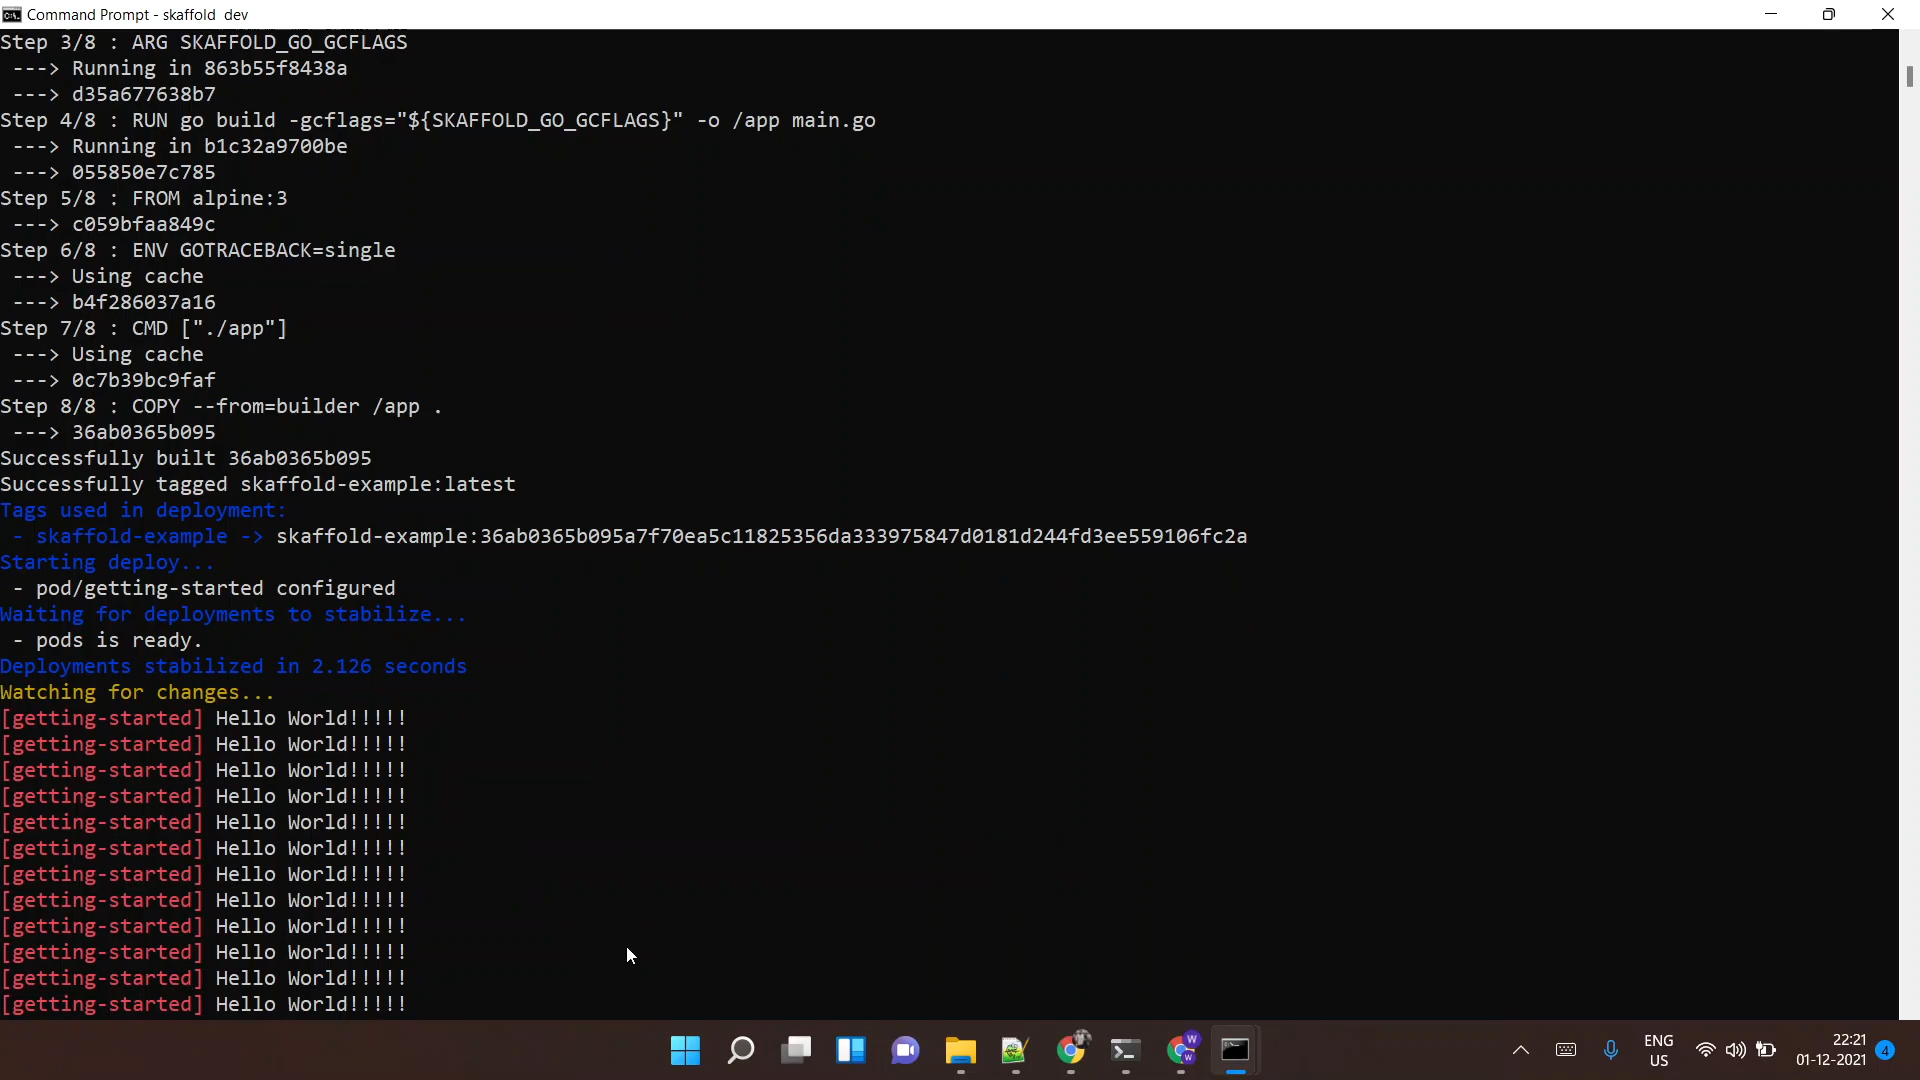 Command Prompt - skaffold  dev
Step 3/8 : ARG SKAFFOLD_GO_GCFLAGS
 ---> Running in 863b55f8438a
 ---> d35a677638b7
Step 4/8 : RUN go build -gcflags="${SKAFFOLD_GO_GCFLAGS}" -o /app main.go
 ---> Running in b1c32a9700be
 ---> 055850e7c785
Step 5/8 : FROM alpine:3
 ---> c059bfaa849c
Step 6/8 : ENV GOTRACEBACK=single
 ---> Using cache
 ---> b4f286037a16
Step 7/8 : CMD ["./app"]
 ---> Using cache
 ---> 0c7b39bc9faf
Step 8/8 : COPY --from=builder /app .
 ---> 36ab0365b095
Successfully built 36ab0365b095
Successfully tagged skaffold-example:latest
Tags used in deployment:
 - skaffold-example -> skaffold-example:36ab0365b095a7f70ea5c11825356da333975847d0181d244fd3ee559106fc2a
Starting deploy...
 - pod/getting-started configured
Waiting for deployments to stabilize...
 - pods is ready.
Deployments stabilized in 2.126 seconds
Watching for changes...
[getting-started] Hello World!!!!!
[getting-started] Hello World!!!!!
[getting-started] Hello World!!!!!
[getting-started] Hello World!!!!!
[getting-started] Hello World!!!!!
[getting-started] Hello World!!!!!
[getting-started] Hello World!!!!!
[getting-started] Hello World!!!!!
[getting-started] Hello World!!!!!
[getting-started] Hello World!!!!!
[getting-started] Hello World!!!!!
[getting-started] Hello World!!!!!
ENG
US
22:21
01-12-2021
4